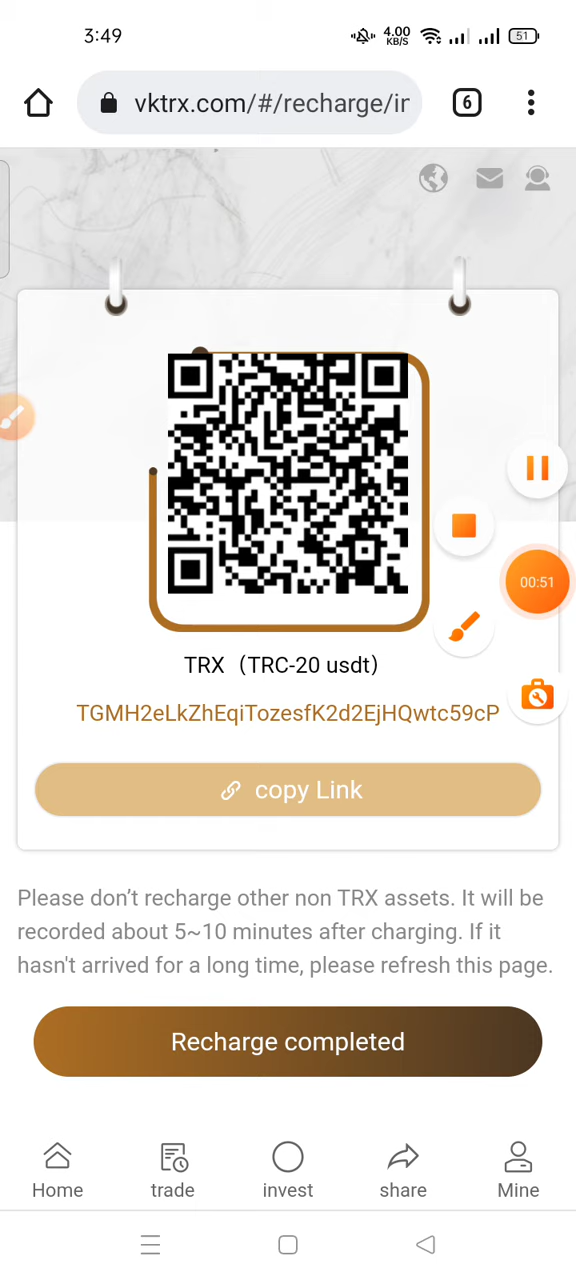 3:49
4.00
KB/S
51
vktrx.com/#/recharge/ir
6
00:51
TRX（TRC-20 usdt）
TGMH2eLkZhEqiTozesfK2d2EjHQwtc59cP
copy Link
Please don’t recharge other non TRX assets. It will be
recorded about 5~10 minutes after charging. If it
hasn't arrived for a long time, please refresh this page.
Recharge completed
Home
trade
invest
share
Mine